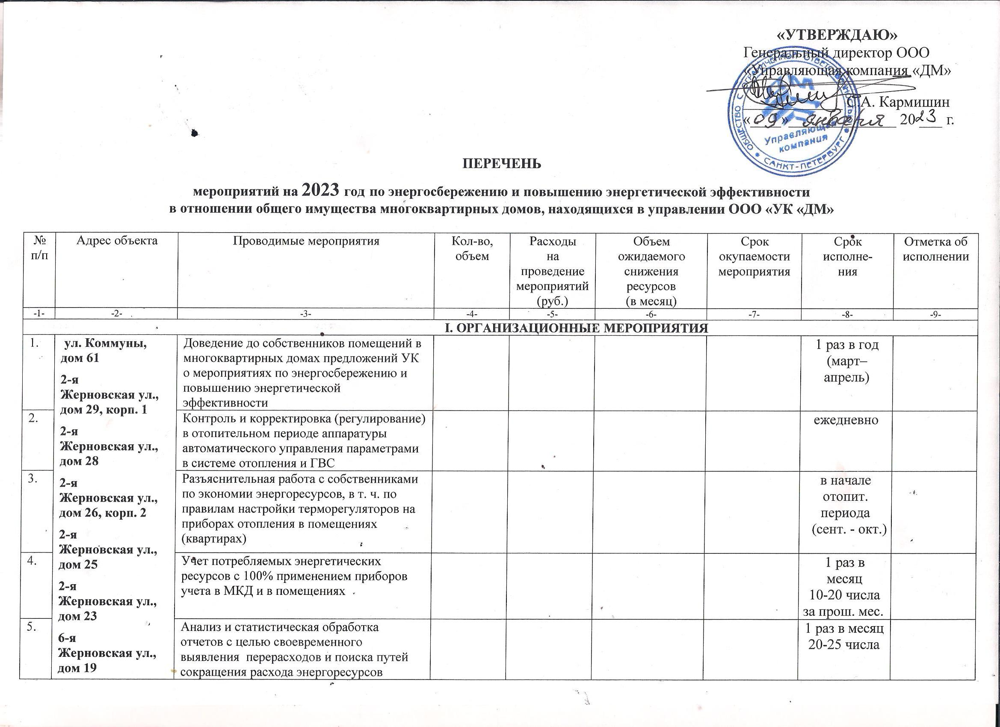 «УТВЕРЖДАЮ»
Генеральный директор ООО
«Управляющая компания «ДМ»
С.А. Кармишин
«09» января 2023 г.
ОБЩЕСТВО С ОГРАНИЧЕННОЙ ОТВЕТСТВЕННОСТЬЮ * САНКТ-ПЕТЕРБУРГ *
Управляющая
компания
ПЕРЕЧЕНЬ
мероприятий на 2023 год по энергосбережению и повышению энергетической эффективности
в отношении общего имущества многоквартирных домов, находящихся в управлении ООО «УК «ДМ»
№
п/п
Адрес объекта
Проводимые мероприятия
Кол-во,
объем
Расходы
на
проведение
мероприятий
(руб.)
Объем
ожидаемого
снижения
ресурсов
(в месяц)
Срок
окупаемости
мероприятия
Срок
исполне-
ния
Отметка об
исполнении
-1-
-2-
-3-
-4-
-5-
-6-
-7-
-8-
-9-
I. ОРГАНИЗАЦИОННЫЕ МЕРОПРИЯТИЯ
ул. Коммуны,
дом 61
2-я
Жерновская ул.,
дом 29, корп. 1
2-я
Жерновская ул.,
дом 28
2-я
Жерновская ул.,
дом 26, корп. 2
2-я
Жерновская ул.,
дом 25
2-я
Жерновская ул.,
дом 23
6-я
Жерновская ул.,
дом 19
1.
Доведение до собственников помещений в
многоквартирных домах предложений УК
о мероприятиях по энергосбережению и
повышению энергетической
эффективности
1 раз в год
(март–
апрель)
2.
Контроль и корректировка (регулирование)
в отопительном периоде аппаратуры
автоматического управления параметрами
в системе отопления и ГВС
ежедневно
3.
Разъяснительная работа с собственниками
по экономии энергоресурсов, в т. ч. по
правилам настройки терморегуляторов на
приборах отопления в помещениях
(квартирах)
в начале
отопит.
периода
(сент. - окт.)
4.
Учет потребляемых энергетических
ресурсов с 100% применением приборов
учета в МКД и в помещениях
1 раз в
месяц
10-20 числа
за прош. мес.
5.
Анализ и статистическая обработка
отчетов с целью своевременного
выявления перерасходов и поиска путей
сокращения расхода энергоресурсов
1 раз в месяц
20-25 числа